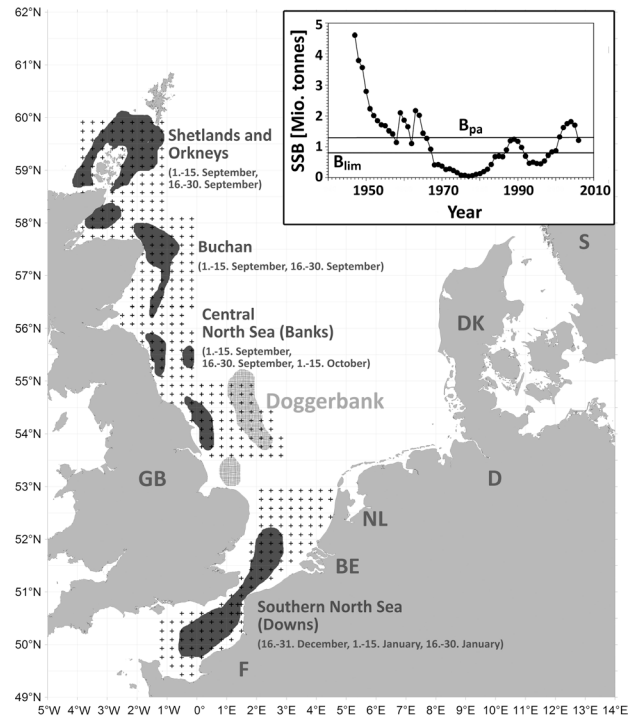 62°N
61°N
60°N
59°N
58°N
57°N
56°N
55°N
54°N
53°N
52°N
51°N
50°N
49°N
5°W 4°W 3°W 2°W 1°W 0° 1°E 2°E 3°E 4°E 5°E 6°E 7°E 8°E 9°E 10°E 11°E 12°E 13°E 14°E
SSB [Mio. tonnes]
5
4
3
2
1
0
Bpa
Blim
1950 1970 1990 2010
Year
Shetlands and
Orkneys
(1.-15. September,
16.-30. September)
Buchan
(1.-15. September, 16.-30. September)
Central
North Sea (Banks)
(1.-15. September,
16.-30. September, 1.-15. October)
Doggerbank
S
DK
GB
D
NL
BE
Southern North Sea
(Downs)
(16.-31. December, 1.-15. January, 16.-30. January)
F